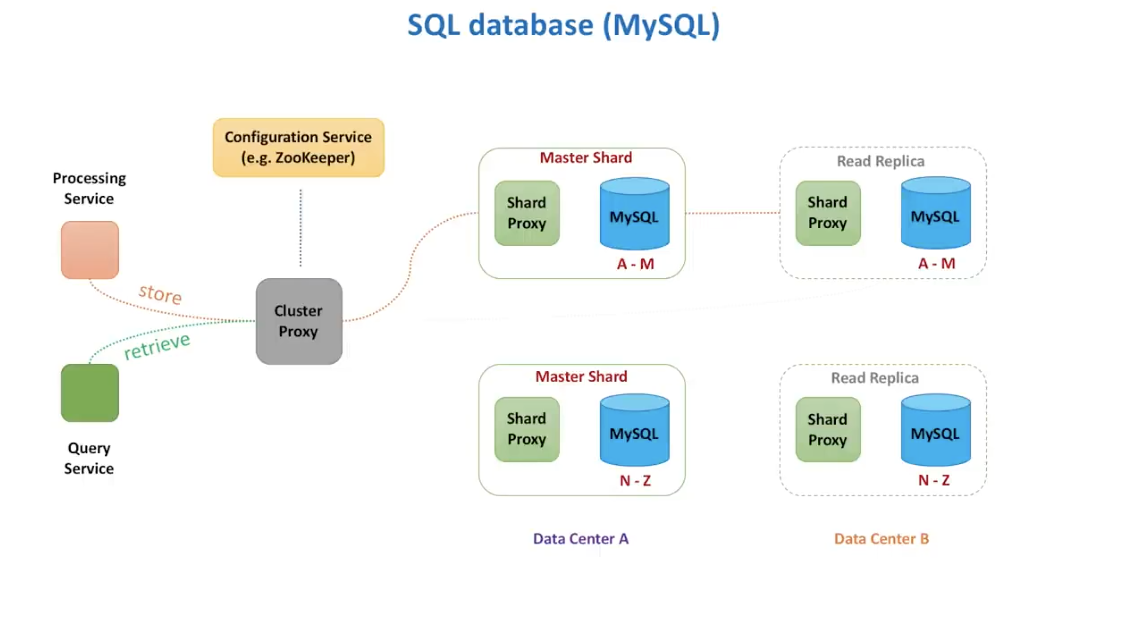 SQL database (MySQL)
Configuration Service
(e.g. ZooKeeper)
Processing
Service
store
retrieve
Cluster
Proxy
Query
Service
Master Shard
Shard
Proxy
MySQL
A - M
Read Replica
Shard
Proxy
MySQL
A - M
Master Shard
Shard
Proxy
MySQL
N - Z
Read Replica
Shard
Proxy
MySQL
N - Z
Data Center A
Data Center B